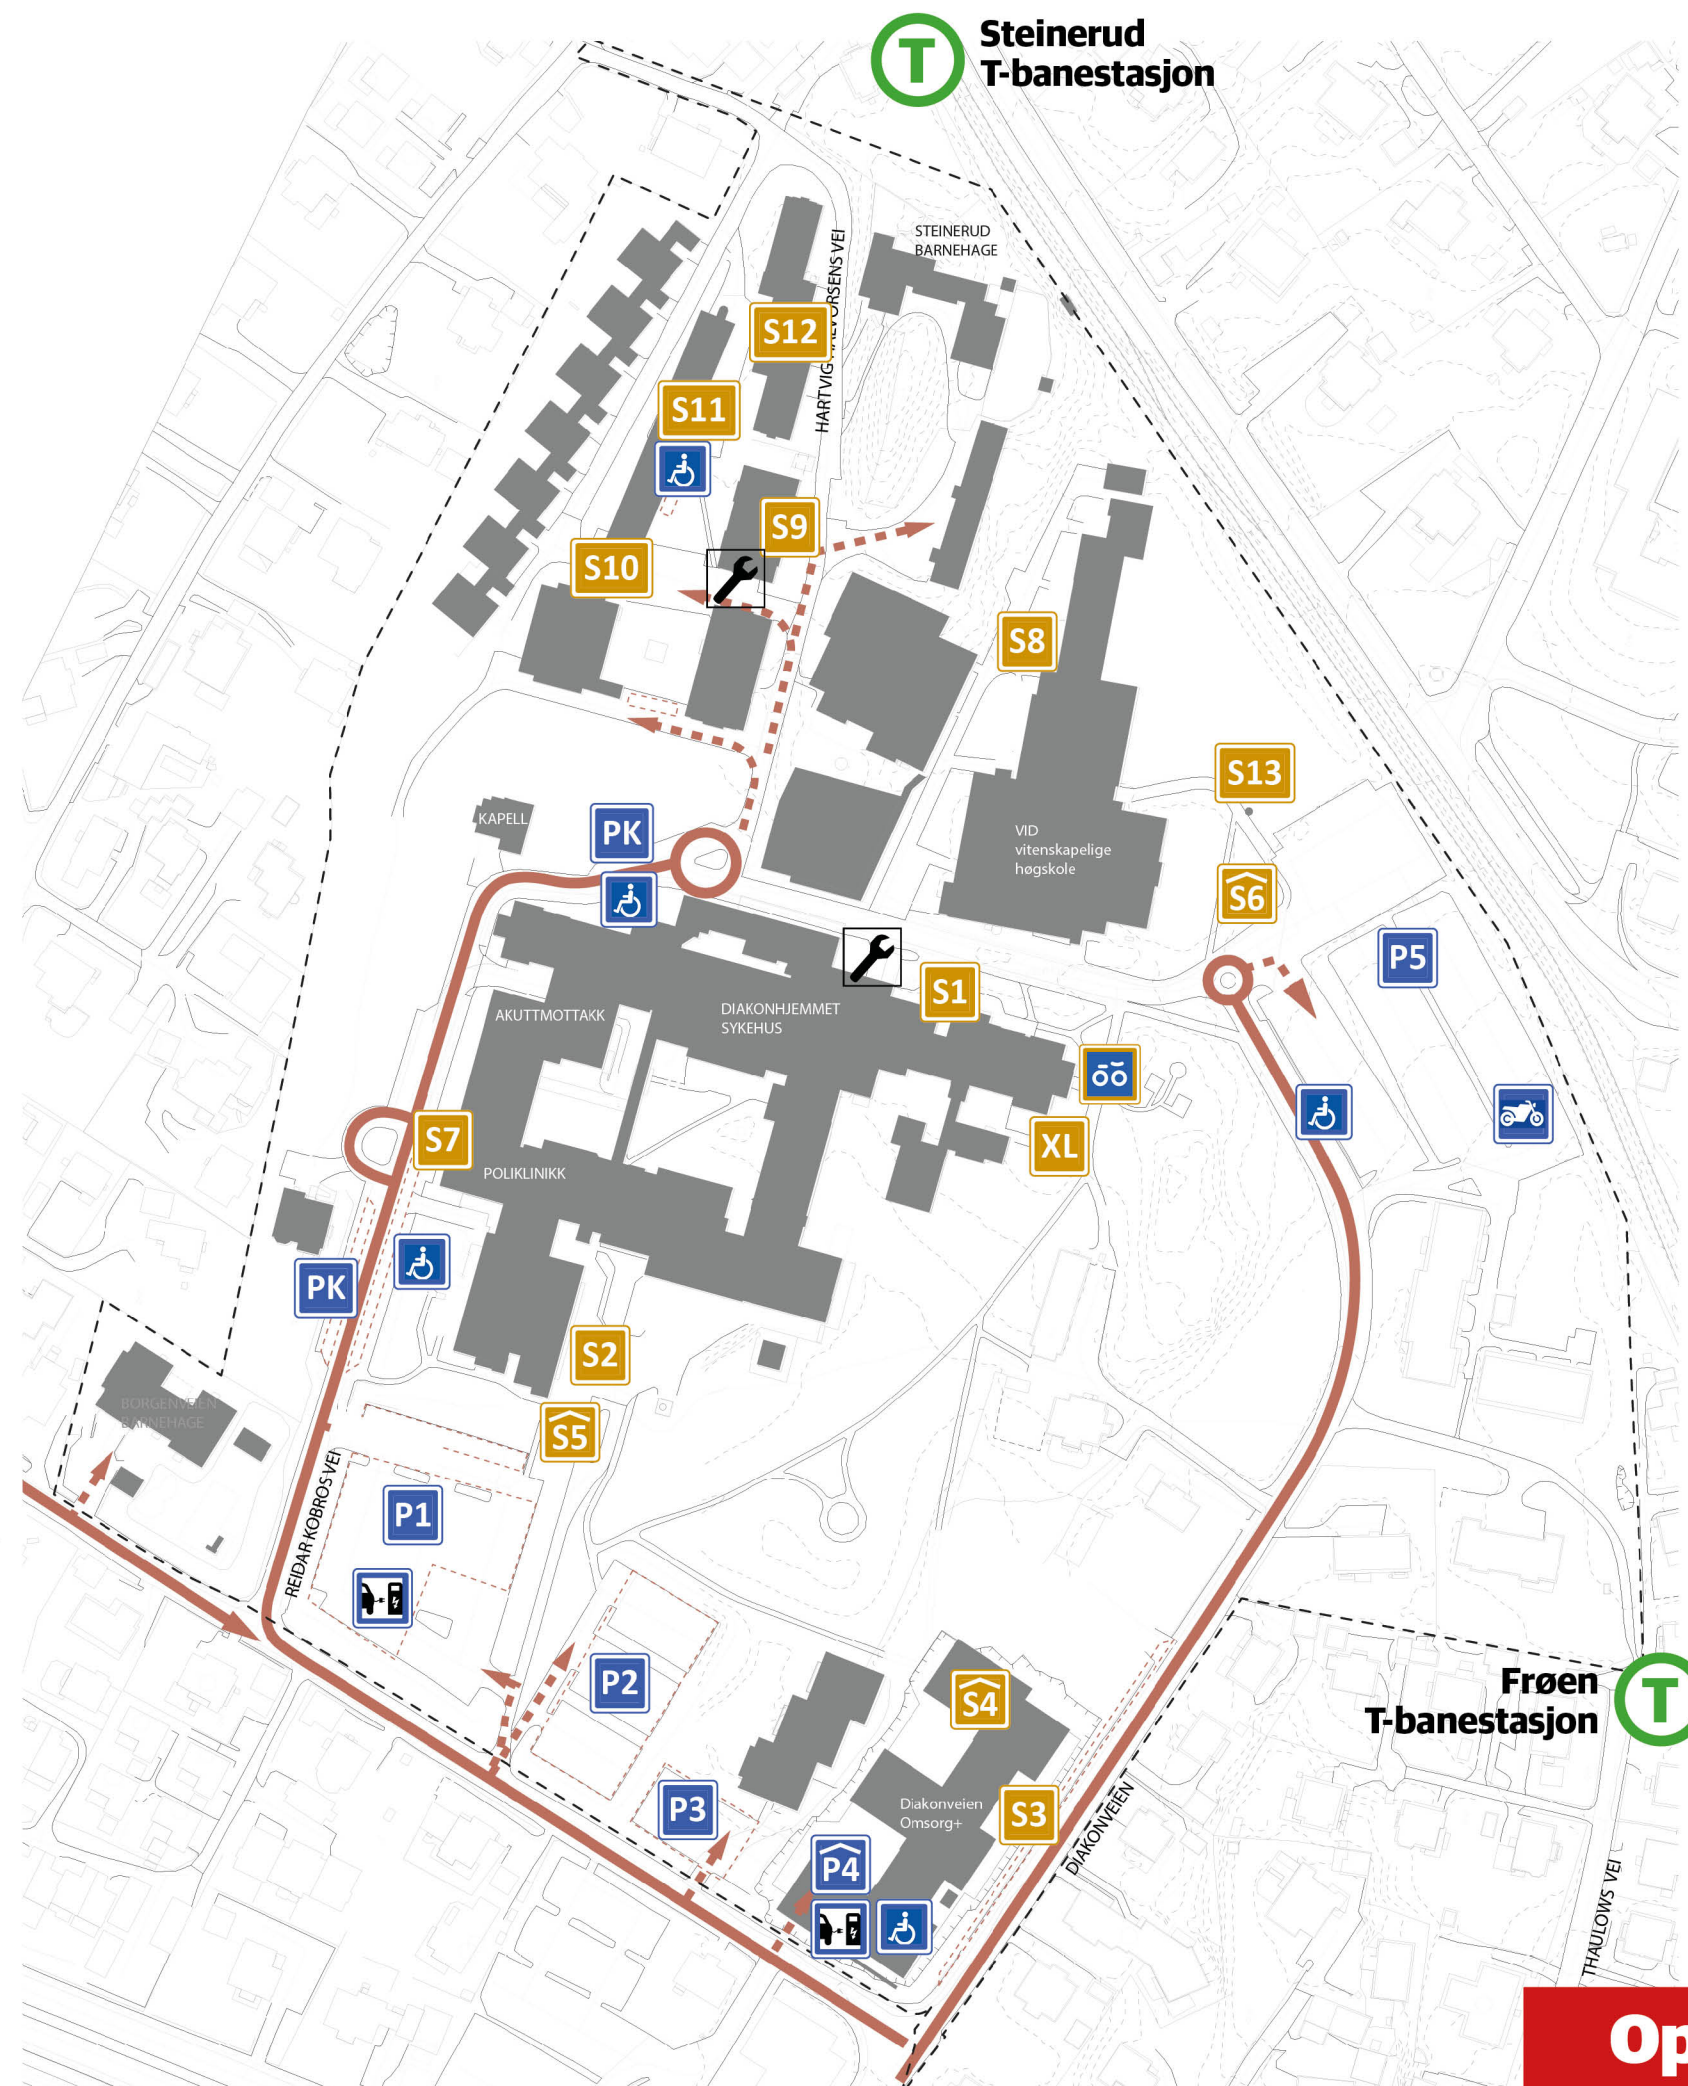 T
Steinerud
T-banestasjon
STEINERUD
BARNEHAGE
HARTVIG HALVORSENS VEI
S12
S11
S9
S10
S8
S13
KAPELL
PK
VID
vitenskapelige
høgskole
S6
P5
S1
AKUTTMOTTAKK
DIAKONHJEMMET
SYKEHUS
XL
S7
POLIKLINIKK
PK
S2
BORGENVEIEN
BARNEHAGE
S5
REIDAR KOBROS VEI
P1
P2
S4
Frøen
T-banestasjon
T
P3
Diakonveien
Omsorg+
S3
DIAKONVEIEN
P4
THAULOWS VEI
Op